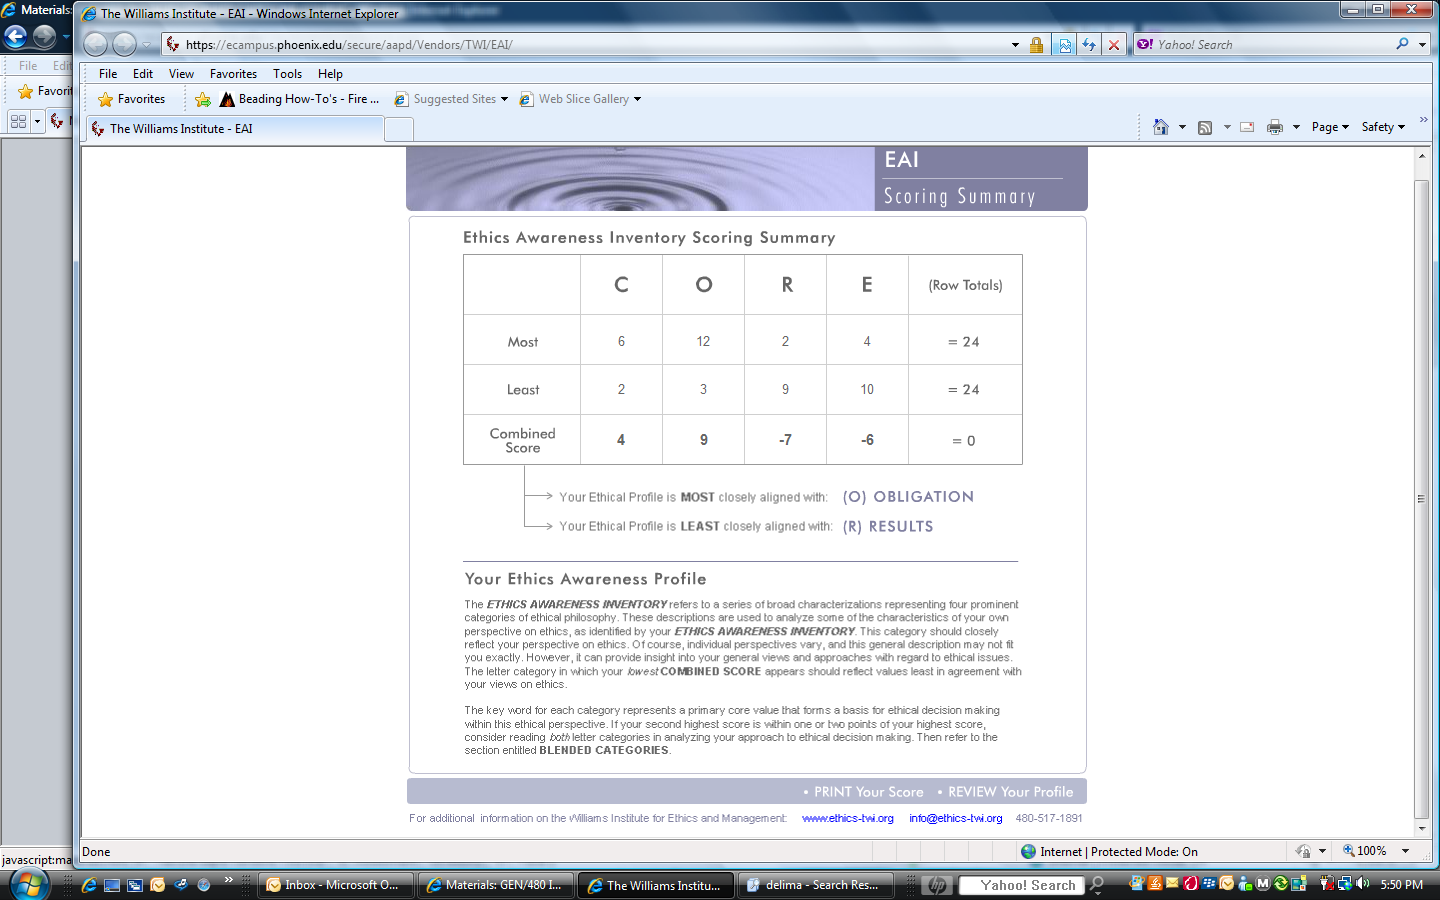 Materials:
The Williams Institute - EAI - Windows Internet Explorer
https://ecampus.phoenix.edu/secure/aapd/Vendors/TWI/EAI/
Yahoo! Search
File
File Edit View Favorites Tools Help
Favorites Beading How-To's - Fire ... Suggested Sites Web Slice Gallery
The Williams Institute - EAI
Page Safety
EAI
Scoring Summary
Ethics Awareness Inventory Scoring Summary
C O R E (Row Totals)
Most 6 12 2 4 = 24
Least 2 3 9 10 = 24
Combined Score 4 9 -7 -6 = 0
Your Ethical Profile is MOST closely aligned with: (O) OBLIGATION
Your Ethical Profile is LEAST closely aligned with: (R) RESULTS
Your Ethics Awareness Profile
The ETHICS AWARENESS INVENTORY refers to a series of broad characterizations representing four prominent
categories of ethical philosophy. These descriptions are used to analyze some of the characteristics of your own
perspective on ethics, as identified by your ETHICS AWARENESS INVENTORY. This category should closely
reflect your perspective on ethics. Of course, individual perspectives vary, and this general description may not fit
you exactly. However, it can provide insight into your general views and approaches with regard to ethical issues.
The letter category in which your lowest COMBINED SCORE appears should reflect values least in agreement with
your views on ethics.
The key word for each category represents a primary core value that forms a basis for ethical decision making
within this ethical perspective. If your second highest score is within one or two points of your highest score,
consider reading both letter categories in analyzing your approach to ethical decision making. Then refer to the
section entitled BLENDED CATEGORIES.
• PRINT Your Score • REVIEW Your Profile
For additional information on the Williams Institute for Ethics and Management: www.ethics-twi.org info@ethics-twi.org 480-517-1891
Done
Internet | Protected Mode: On
100%
javascript:ma
Inbox - Microsoft O... Materials: GEN/480 I... The Williams Institu... delima - Search Res... hp Yahoo! Search 5:50 PM